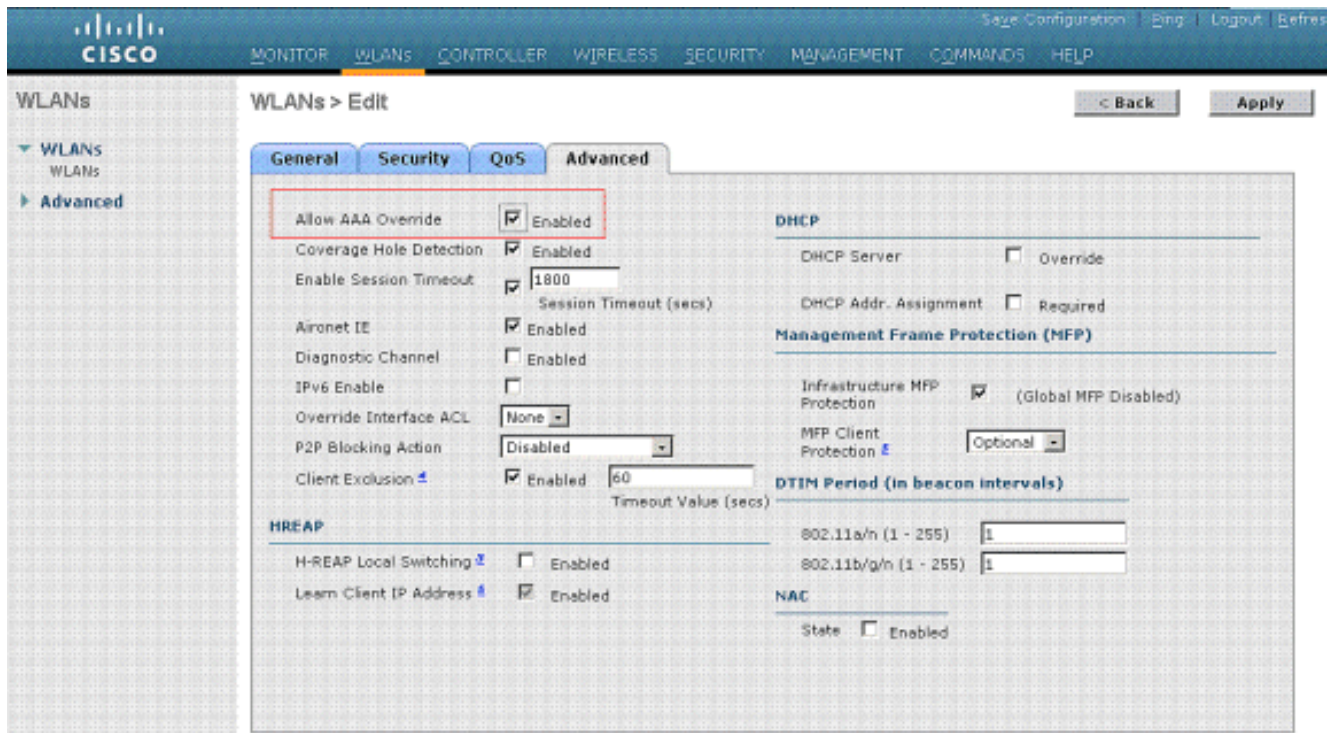 Save Configuration | Ping | Logout | Refres
CISCO
MONITOR WLANs CONTROLLER WIRELESS SECURITY MANAGEMENT COMMANDS HELP
WLANs
WLANs
WLANs
Advanced
WLANs > Edit
< Back
Apply
General
Security
QoS
Advanced
Allow AAA Override Enabled
Coverage Hole Detection Enabled
Enable Session Timeout 1800
Session Timeout (secs)
Aironet IE Enabled
Diagnostic Channel Enabled
IPv6 Enable
Override Interface ACL None
P2P Blocking Action Disabled
Client Exclusion 4 Enabled 60
Timeout Value (secs)
HREAP
H-REAP Local Switching 2 Enabled
Learn Client IP Address Enabled
DHCP
DHCP Server Override
DHCP Addr. Assignment Required
Management Frame Protection (MFP)
Infrastructure MFP
Protection (Global MFP Disabled)
MFP Client
Protection Optional
DTIM Period (in beacon intervals)
802.11a/n (1 - 255) 1
802.11b/g/n (1 - 255) 1
NAC
State Enabled